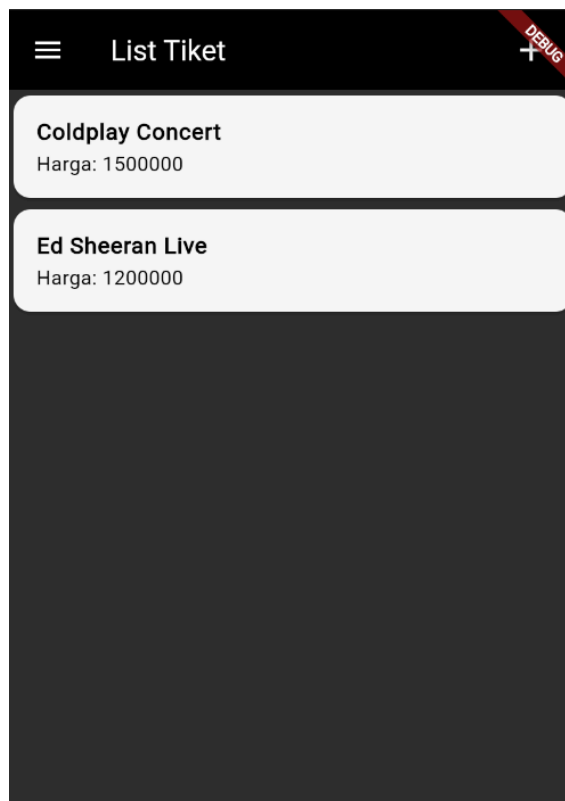 List Tiket
DEBUG
Coldplay Concert
Harga: 1500000
Ed Sheeran Live
Harga: 1200000